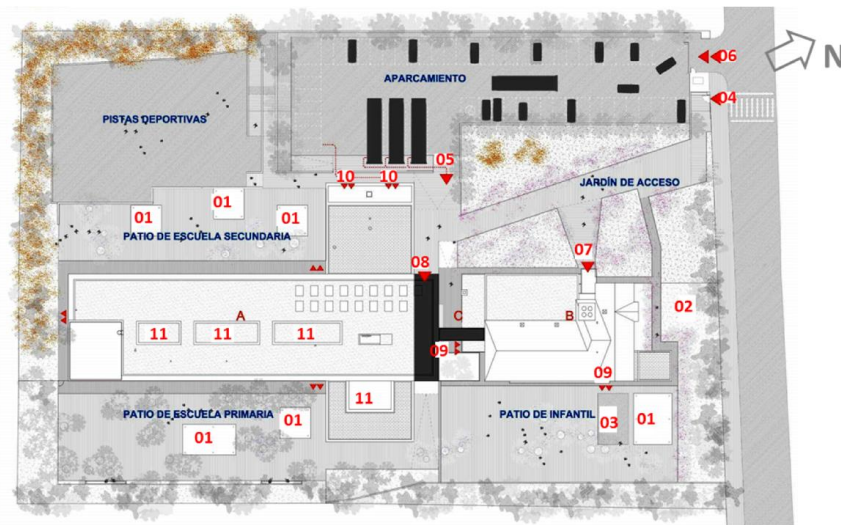 06
N
APARCAMIENTO
04
PISTAS DEPORTIVAS
05
10 10
JARDÍN DE ACCESO
01 01 01
PATIO DE ESCUELA SECUNDARIA
07
08
02
A C B
11 11 11
09
09
11
PATIO DE ESCUELA PRIMARIA
PATIO DE INFANTIL
01
03 01
01